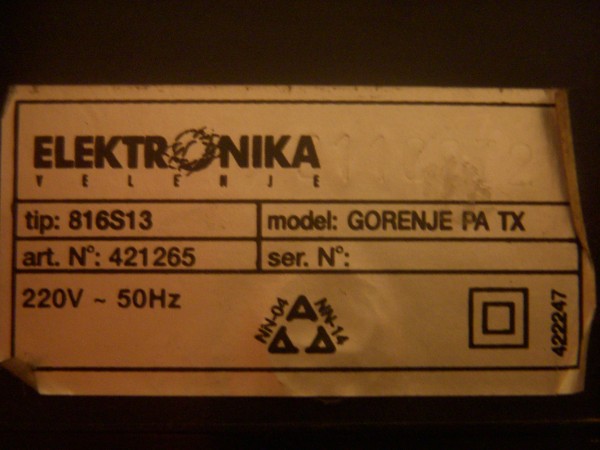 ELEKTRONIKA
VELENJE
tip: 816S13
model: GORENJE PA TX
art. N°: 421265
ser. N°:
220V ~ 50Hz
NN-04
NN-14
422247